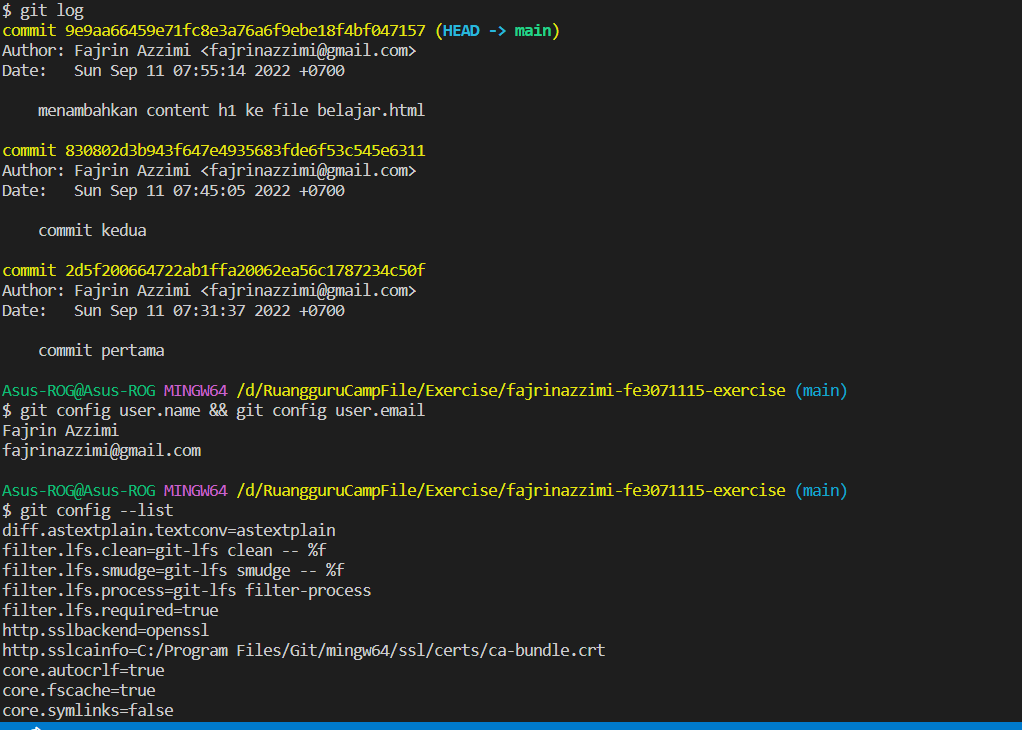 $ git log
commit 9e9aa66459e71fc8e3a76a6f9ebe18f4bf047157 (HEAD -> main)
Author: Fajrin Azzimi <fajrinazzimi@gmail.com>
Date:   Sun Sep 11 07:55:14 2022 +0700

    menambahkan content h1 ke file belajar.html

commit 830802d3b943f647e4935683fde6f53c545e6311
Author: Fajrin Azzimi <fajrinazzimi@gmail.com>
Date:   Sun Sep 11 07:45:05 2022 +0700

    commit kedua

commit 2d5f200664722ab1ffa20062ea56c1787234c50f
Author: Fajrin Azzimi <fajrinazzimi@gmail.com>
Date:   Sun Sep 11 07:31:37 2022 +0700

    commit pertama

Asus-ROG@Asus-ROG MINGW64 /d/RuangguruCampFile/Exercise/fajrinazzimi-fe3071115-exercise (main)
$ git config user.name && git config user.email
Fajrin Azzimi
fajrinazzimi@gmail.com

Asus-ROG@Asus-ROG MINGW64 /d/RuangguruCampFile/Exercise/fajrinazzimi-fe3071115-exercise (main)
$ git config --list
diff.astextplain.textconv=astextplain
filter.lfs.clean=git-lfs clean -- %f
filter.lfs.smudge=git-lfs smudge -- %f
filter.lfs.process=git-lfs filter-process
filter.lfs.required=true
http.sslbackend=openssl
http.sslcainfo=C:/Program Files/Git/mingw64/ssl/certs/ca-bundle.crt
core.autocrlf=true
core.fscache=true
core.symlinks=false